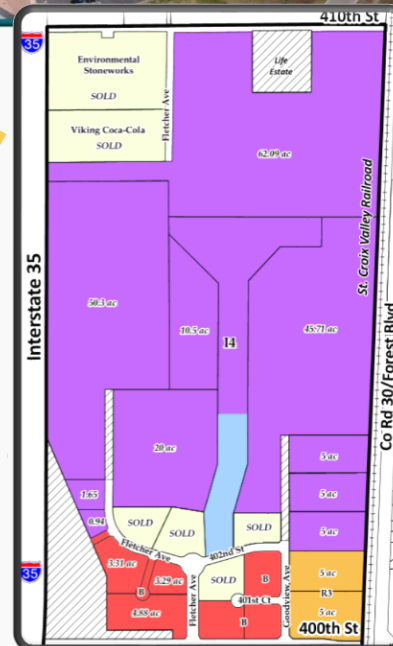 410th St
35
Environmental
Stoneworks
SOLD
Life
Estate
Fletcher Ave
Viking Coca-Cola
SOLD
62.09 ac
St. Croix Valley Railroad
Interstate 35
50.3 ac
10.5 ac
I4
45.71 ac
Co Rd 30/Forest Blvd
20 ac
5 ac
1.65
5 ac
0.94
SOLD
SOLD
SOLD
5 ac
Fletcher Ave
402nd St
3.31 ac
3.29 ac
SOLD
B
5 ac
35
B
Fletcher Ave
401st Ct
Goodview Ave
R3
4.88 ac
B
5 ac
400th St